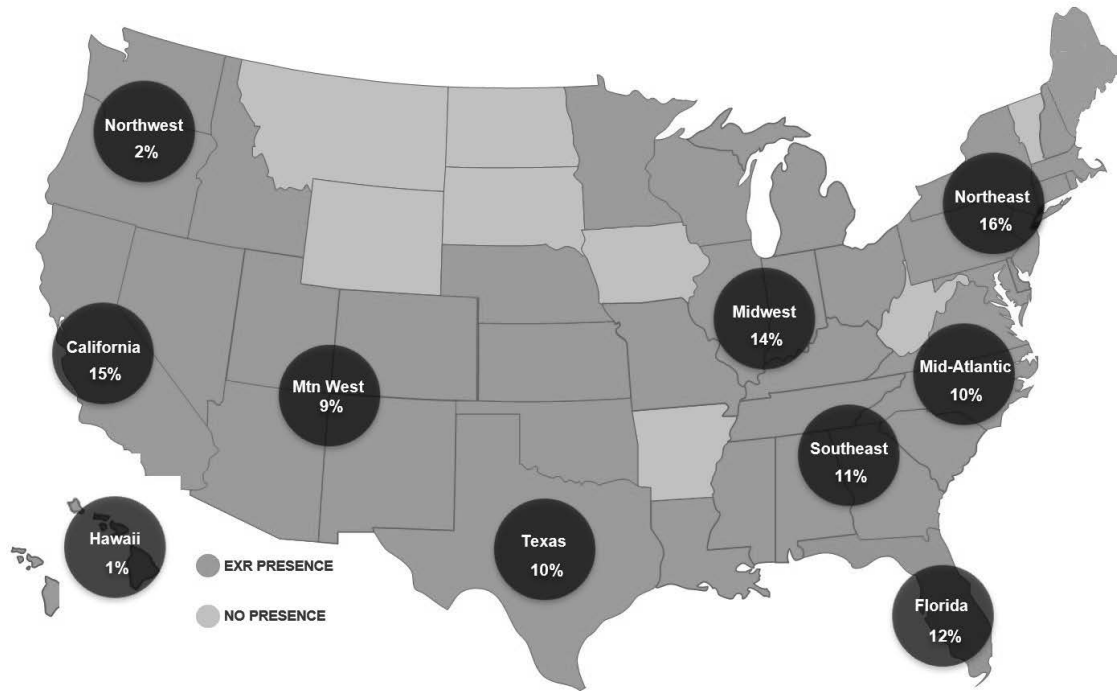 Northwest
2%
Northeast
16%
Midwest
14%
California
15%
Mtn West
9%
Mid-Atlantic
10%
Southeast
11%
Hawaii
1%
EXR PRESENCE
NO PRESENCE
Texas
10%
Florida
12%